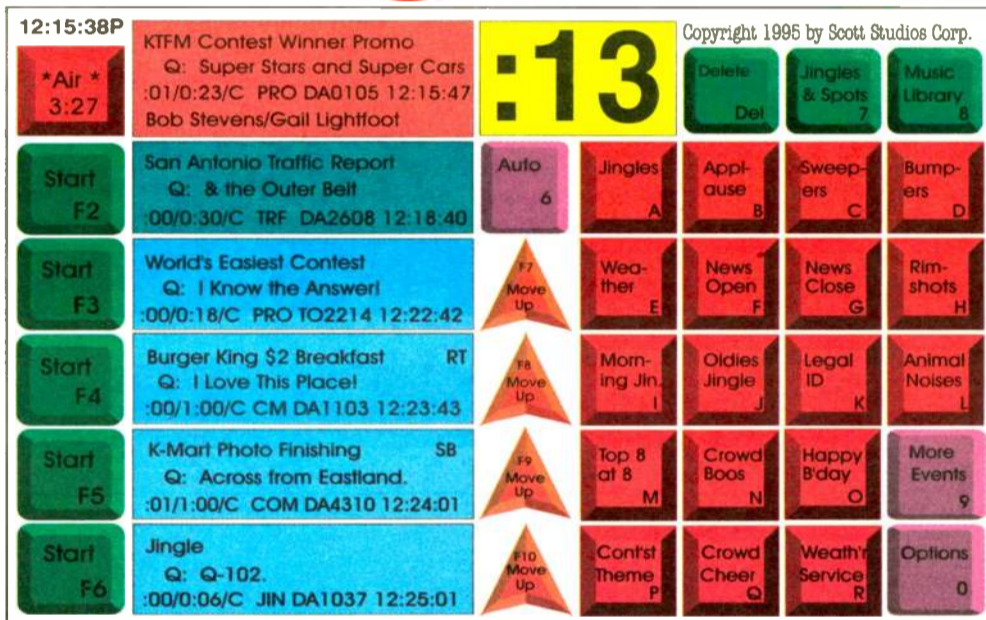 12:15:38P
Copyright 1995 by Scott Studios Corp.
*Air *
3:27
KTFM Contest Winner Promo
Q: Super Stars and Super Cars
:01/0:23/C PRO DA0105 12:15:47
Bob Stevens/Gail Lightfoot
:13
Delete
Del
Jingles
& Spots
7
Music
Library
8
Start
F2
San Antonio Traffic Report
Q: & the Outer Belt
:00/0:30/C TRF DA2608 12:18:40
Auto
6
Jingles
A
Appl-
ause
B
Sweep-
ers
C
Bump-
ers
D
Start
F3
World's Easiest Contest
Q: I Know the Answer!
:00/0:18/C PRO TO2214 12:22:42
F7
Move
Up
Wea-
ther
E
News
Open
F
News
Close
G
Rim-
shots
H
Start
F4
Burger King $2 Breakfast RT
Q: I Love This Place!
:00/1:00/C CM DA1103 12:23:43
F8
Move
Up
Morn-
ing Jin.
I
Oldies
Jingle
J
Legal
ID
K
Animal
Noises
L
Start
F5
K-Mart Photo Finishing SB
Q: Across from Eastland.
:01/1:00/C COM DA4310 12:24:01
F9
Move
Up
Top 8
at 8
M
Crowd
Boos
N
Happy
B'day
O
More
Events
9
Start
F6
Jingle
Q: Q-102.
:00/0:06/C JIN DA1037 12:25:01
F10
Move
Up
Cont'st
Theme
P
Crowd
Cheer
Q
Weath'r
Service
R
Options
0